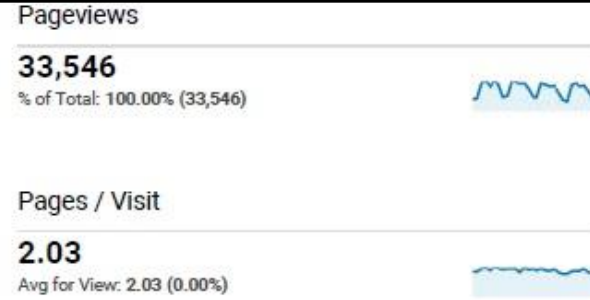 Pageviews
33,546
% of Total: 100.00% (33,546)
Pages / Visit
2.03
Avg for View: 2.03 (0.00%)